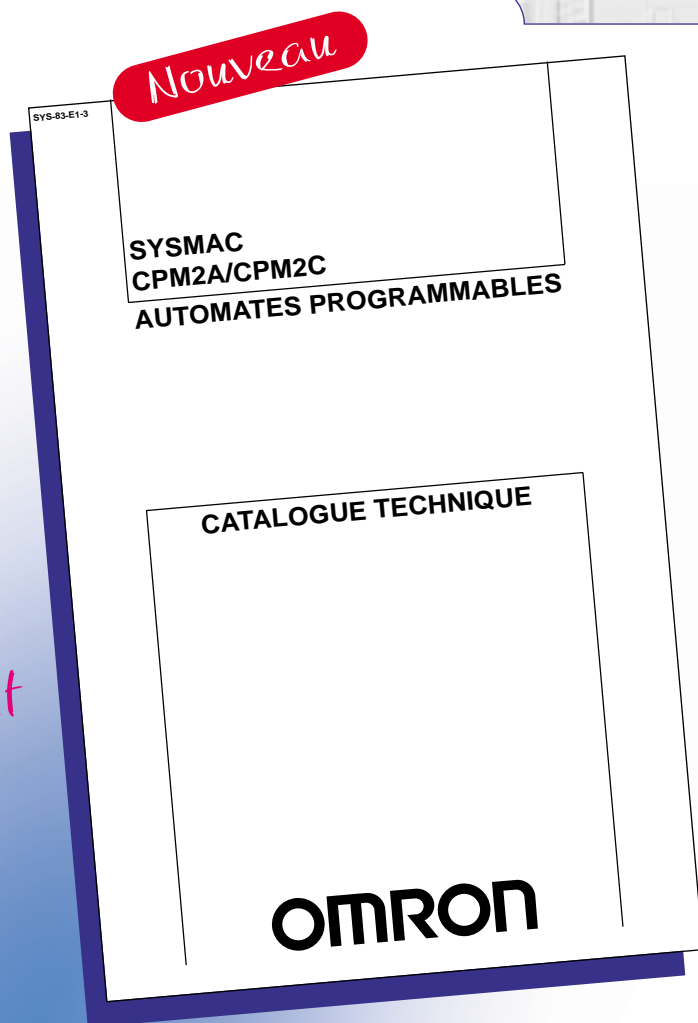 Nouveau
SYS-83-E1-3
SYSMAC
CPM2A/CPM2C
AUTOMATES PROGRAMMABLES
CATALOGUE TECHNIQUE
OMRON